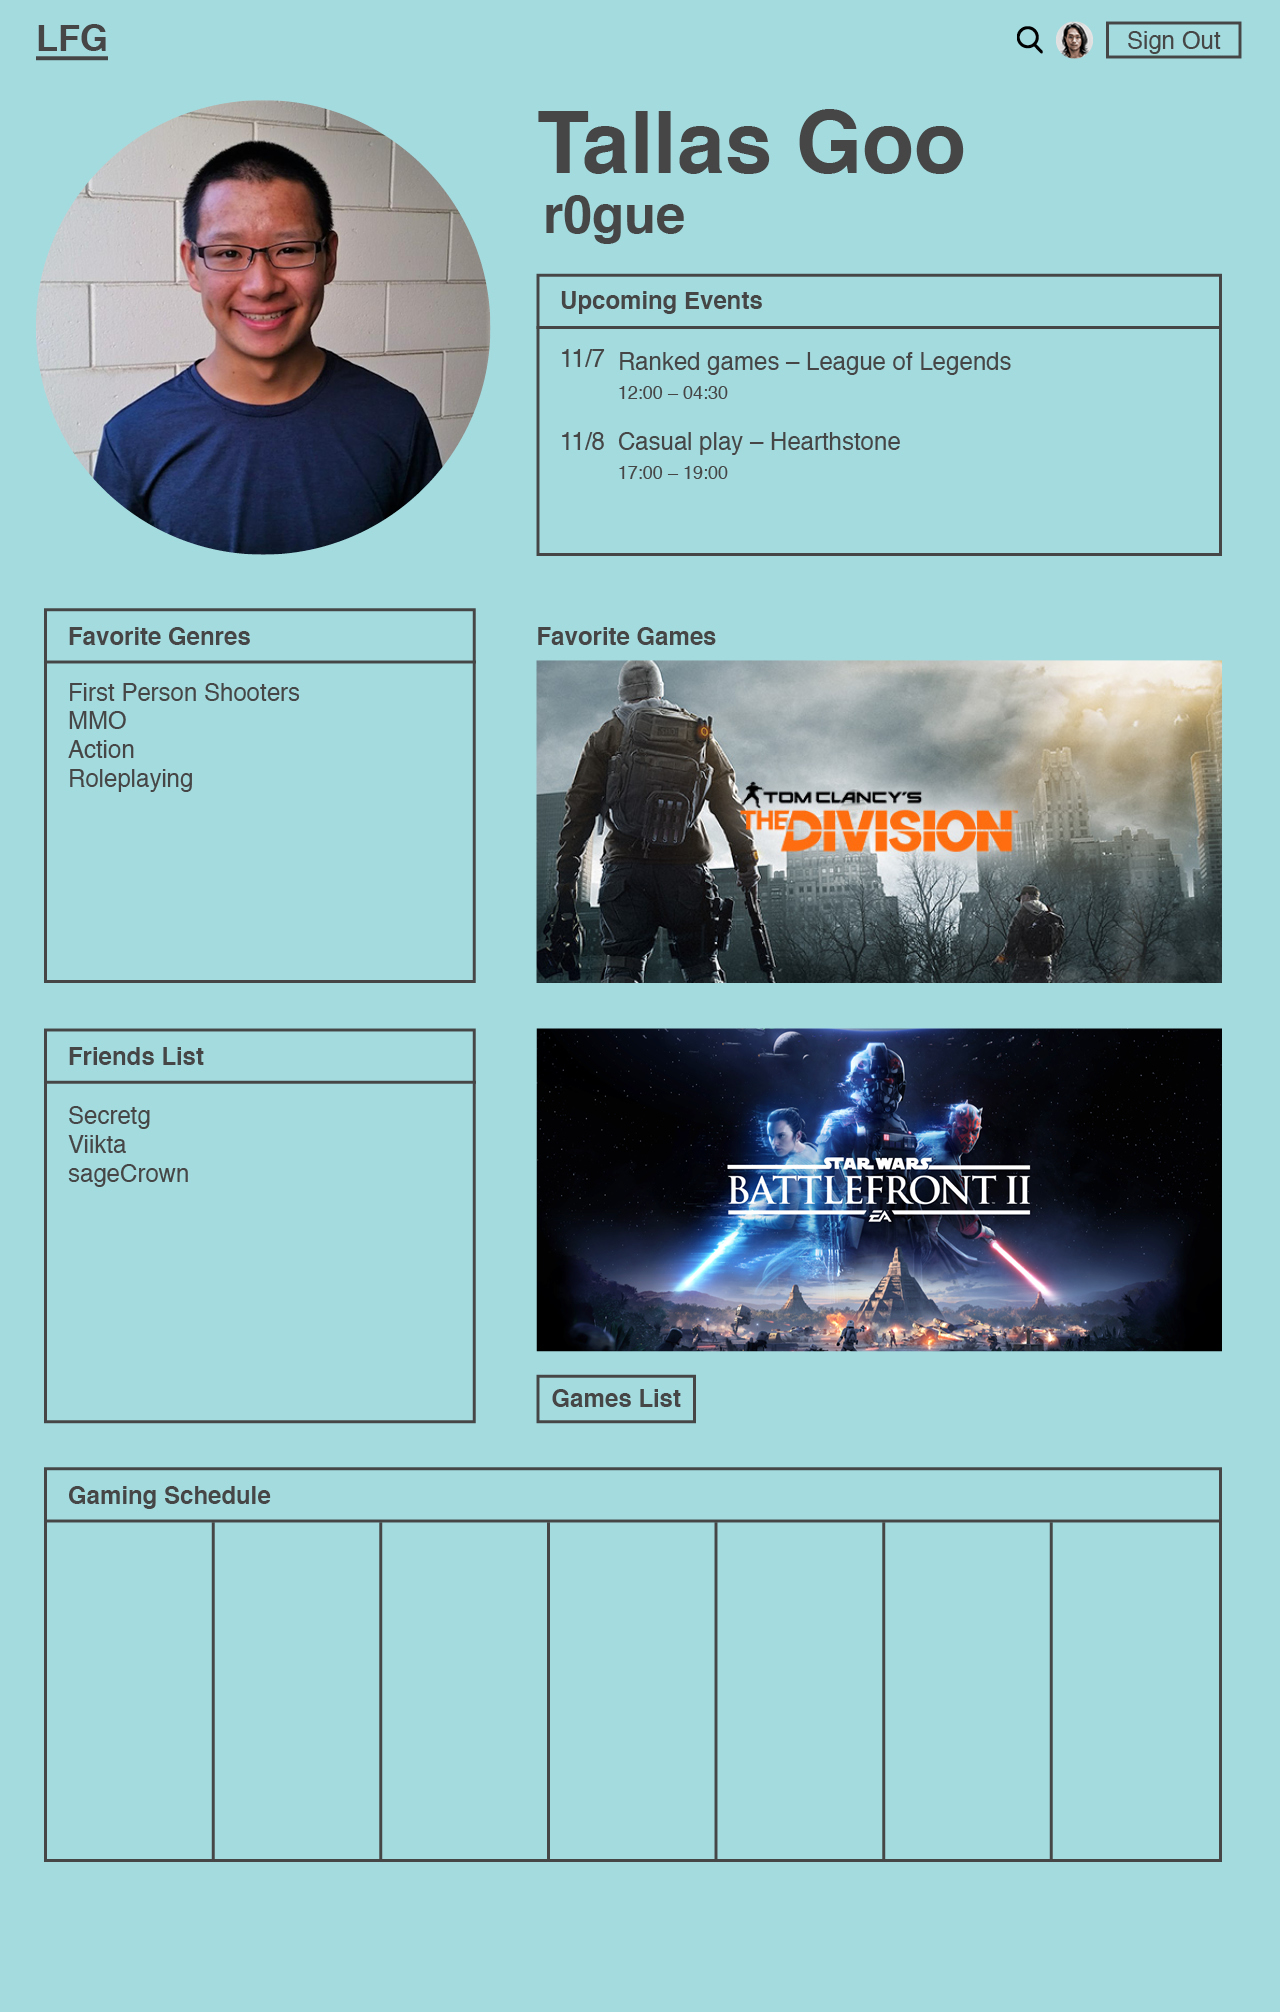 LFG
Sign Out
Tallas Goo
r0gue
Upcoming Events
11/7 Ranked games – League of Legends
12:00 – 04:30
11/8 Casual play – Hearthstone
17:00 – 19:00
Favorite Genres
First Person Shooters
MMO
Action
Roleplaying
Favorite Games
TOM CLANCY'S
THE DIVISION
Friends List
Secretg
Viikta
sageCrown
STAR WARS
BATTLEFRONT II
EA
Games List
Gaming Schedule